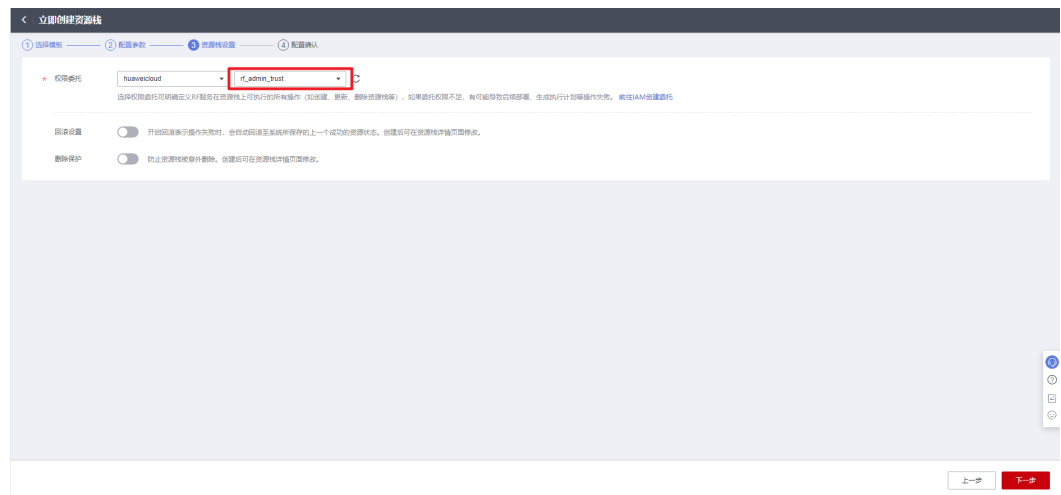 立即创建资源栈
1 选择模板 2 配置参数 3 资源栈设置 4 配置确认
* 权限委托 huaweicloud rf_admin_trust
选择权限委托可明确定义RF服务在资源栈上可执行的所有操作（如创建、更新、删除资源栈等），如果委托权限不足，有可能导致后续部署、生成执行计划等操作失败。 前往IAM创建委托
回滚设置 开启回滚表示操作失败时，会自动回滚至系统所保存的上一个成功的资源状态。创建后可在资源栈详情页面修改。
删除保护 防止资源栈被意外删除。创建后可在资源栈详情页面修改。
上一步 下一步